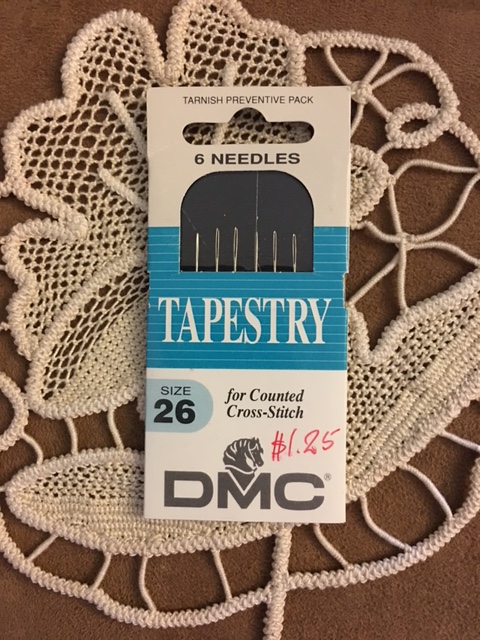 TARNISH PREVENTIVE PACK
6 NEEDLES
TAPESTRY
SIZE
26
for Counted
Cross-Stitch
$1.25
DMC®